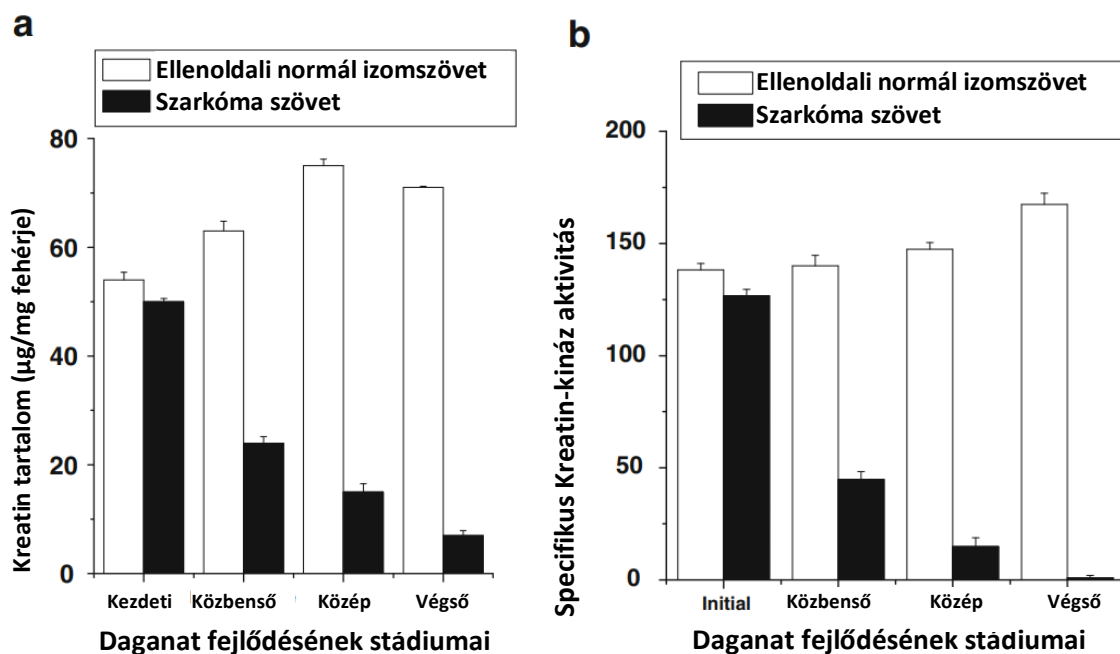 a
Ellenoldali normál izomszövet
Szarkóma szövet
Kreatin tartalom (µg/mg fehérje)
80
60
40
20
0
Kezdeti Közbenső Közép Végső
Daganat fejlődésének stádiumai
b
Ellenoldali normál izomszövet
Szarkóma szövet
Specifikus Kreatin-kináz aktivitás
200
150
100
50
0
Initial Közbenső Közép Végső
Daganat fejlődésének stádiumai